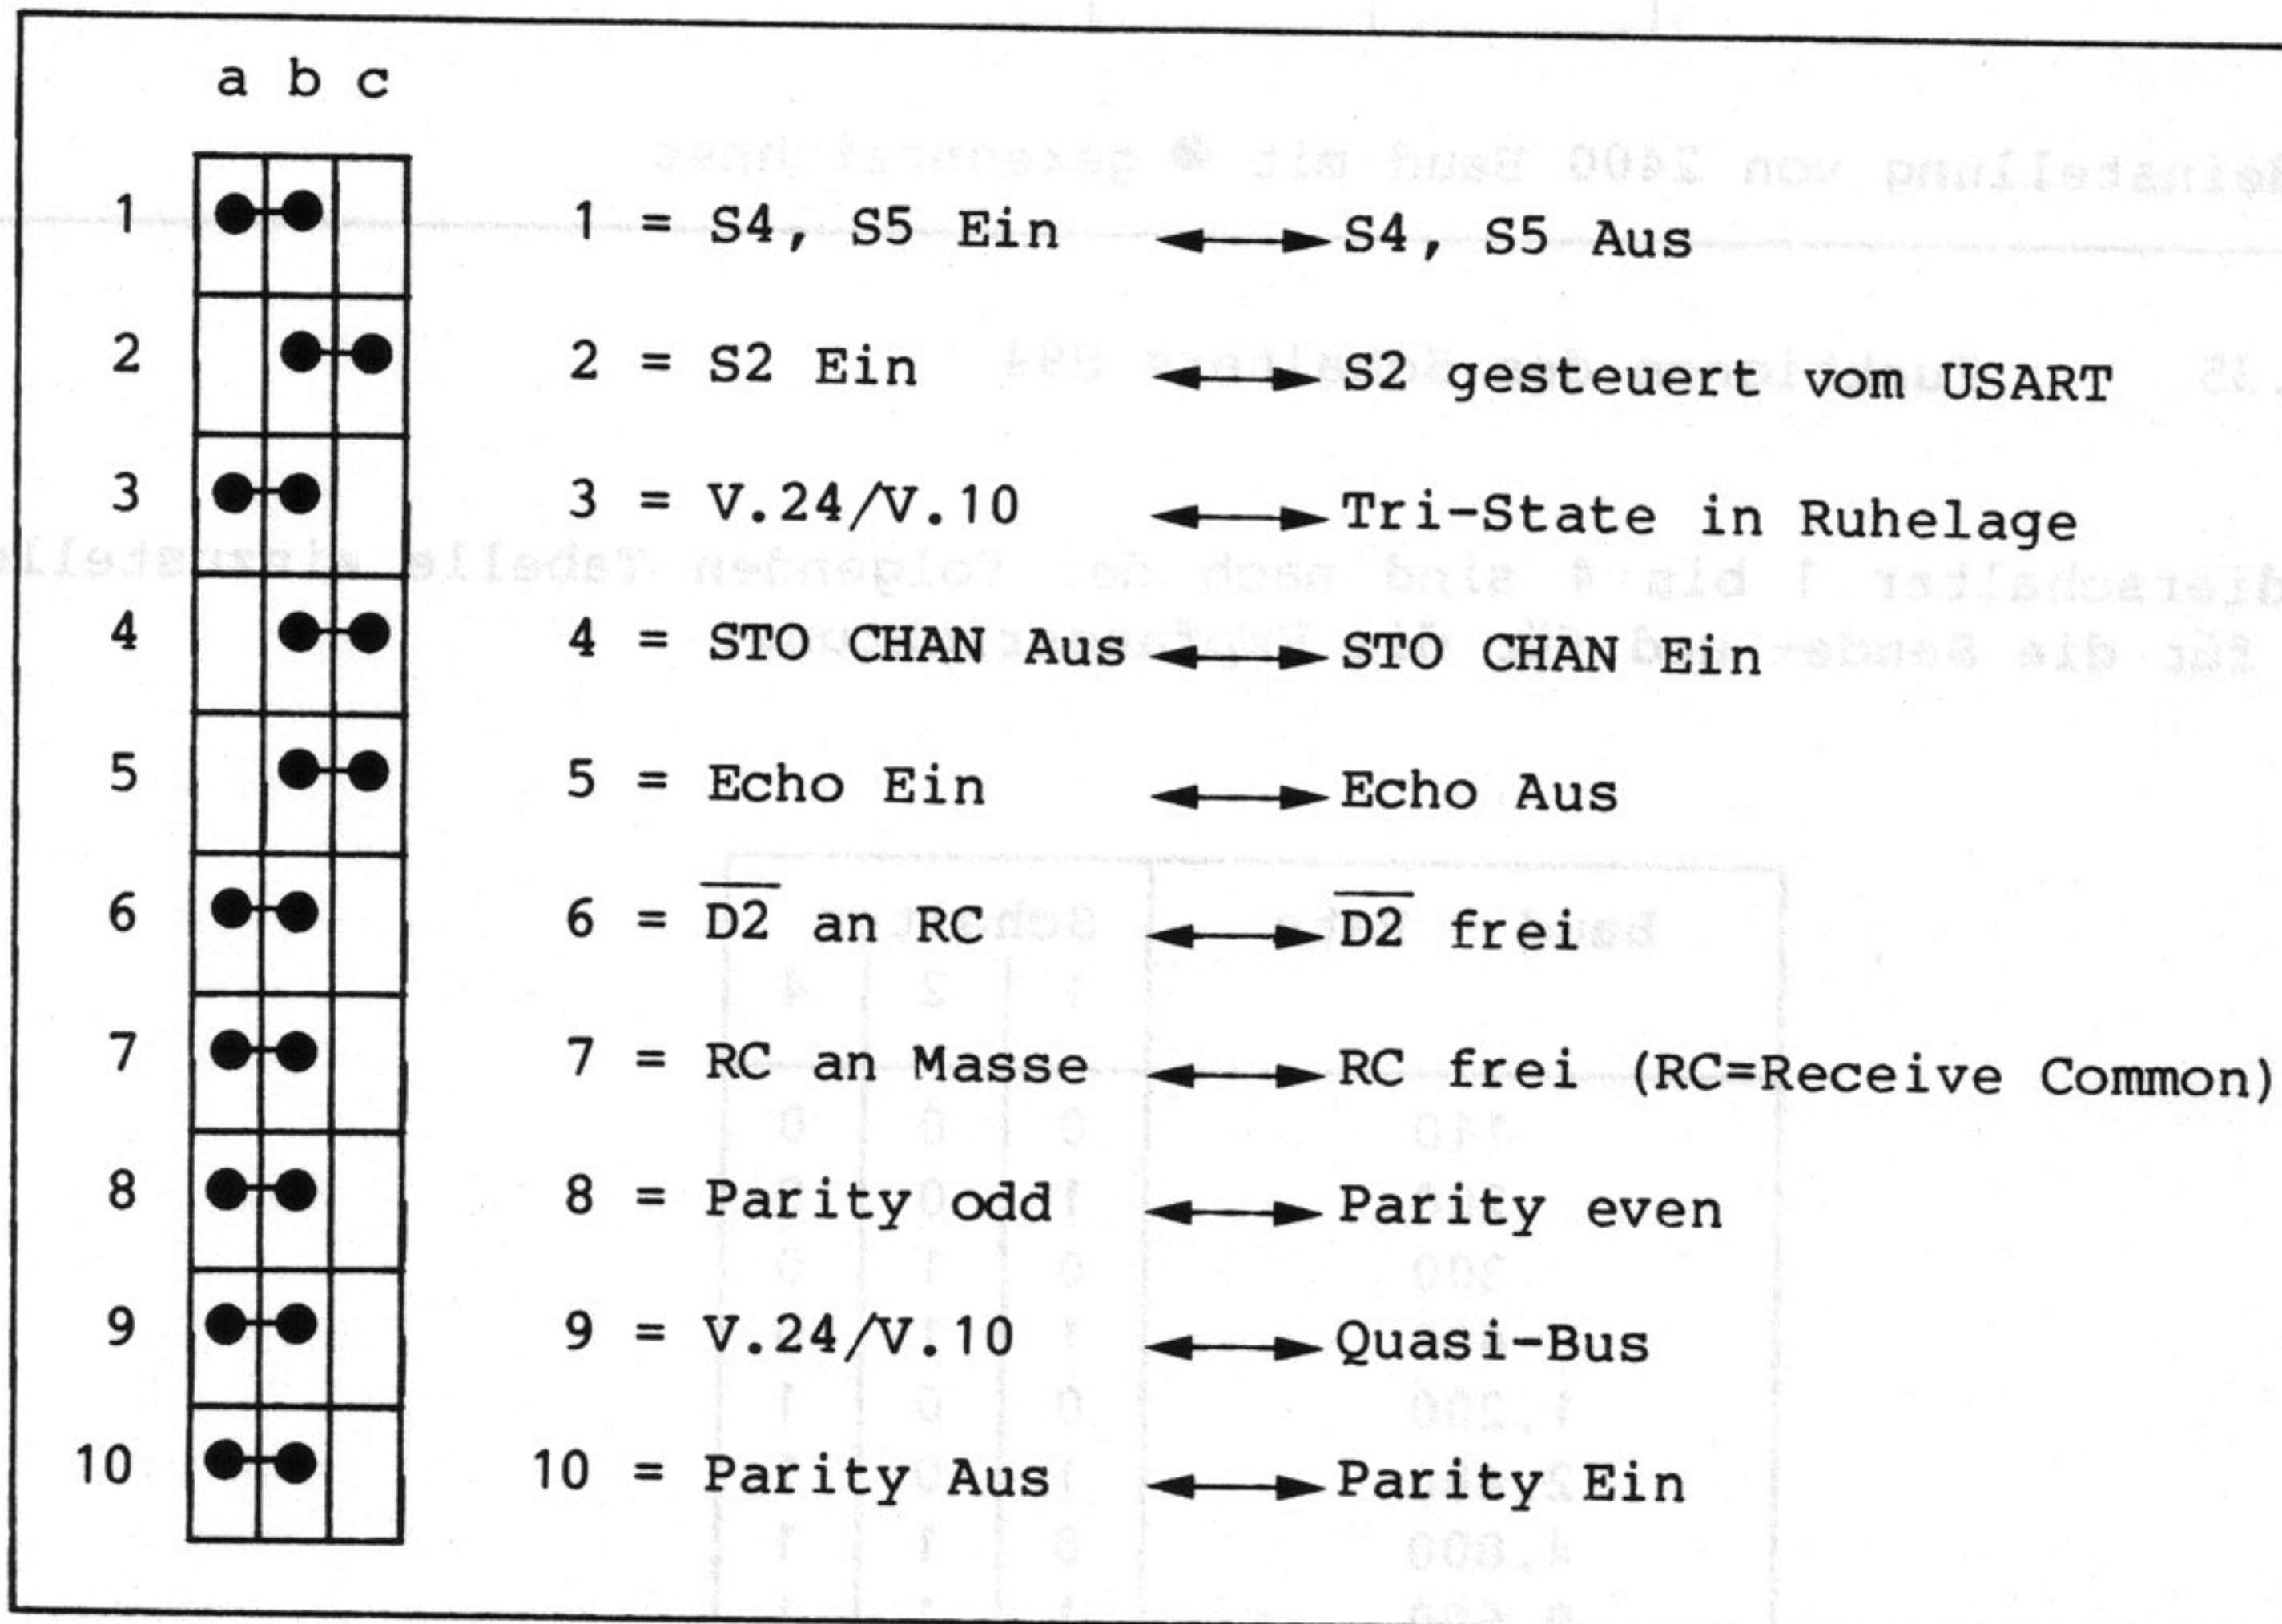 a b c
1 1 = S4, S5 Ein ↔ S4, S5 Aus
2 2 = S2 Ein ↔ S2 gesteuert vom USART
3 3 = V.24/V.10 ↔ Tri-State in Ruhelage
4 4 = STO CHAN Aus ↔ STO CHAN Ein
5 5 = Echo Ein ↔ Echo Aus
6 6 = D̅2̅ an RC ↔ D̅2̅ frei
7 7 = RC an Masse ↔ RC frei (RC=Receive Common)
8 8 = Parity odd ↔ Parity even
9 9 = V.24/V.10 ↔ Quasi-Bus
10 10 = Parity Aus ↔ Parity Ein